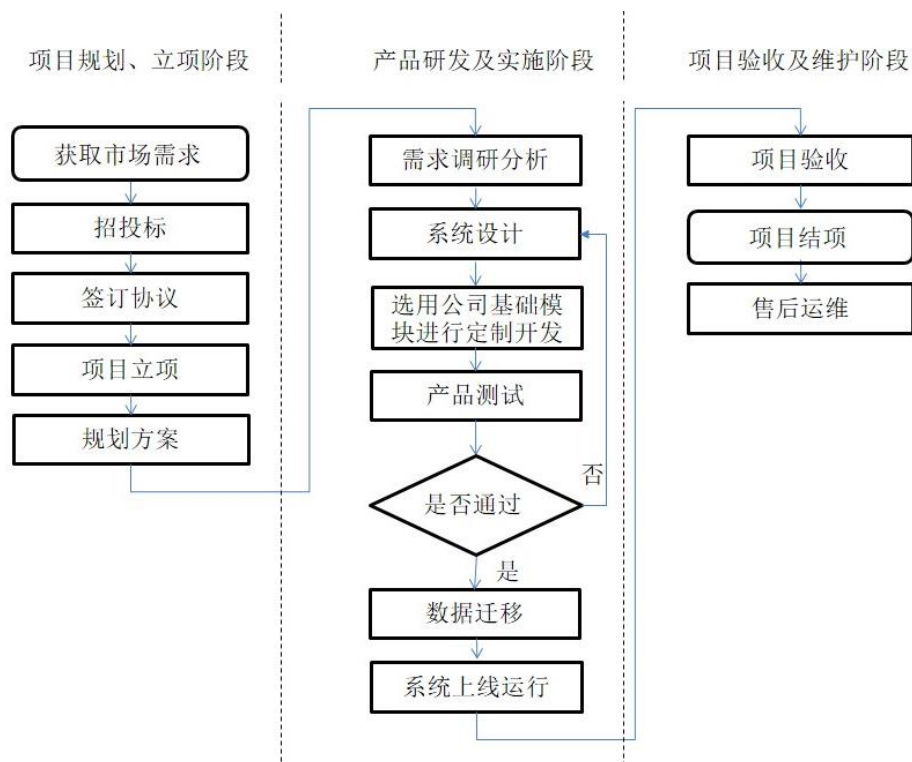 项目规划、立项阶段
获取市场需求
招投标
签订协议
项目立项
规划方案
产品研发及实施阶段
需求调研分析
系统设计
选用公司基础模
块进行定制开发
产品测试
是否通过
否
是
数据迁移
系统上线运行
项目验收及维护阶段
项目验收
项目结项
售后运维